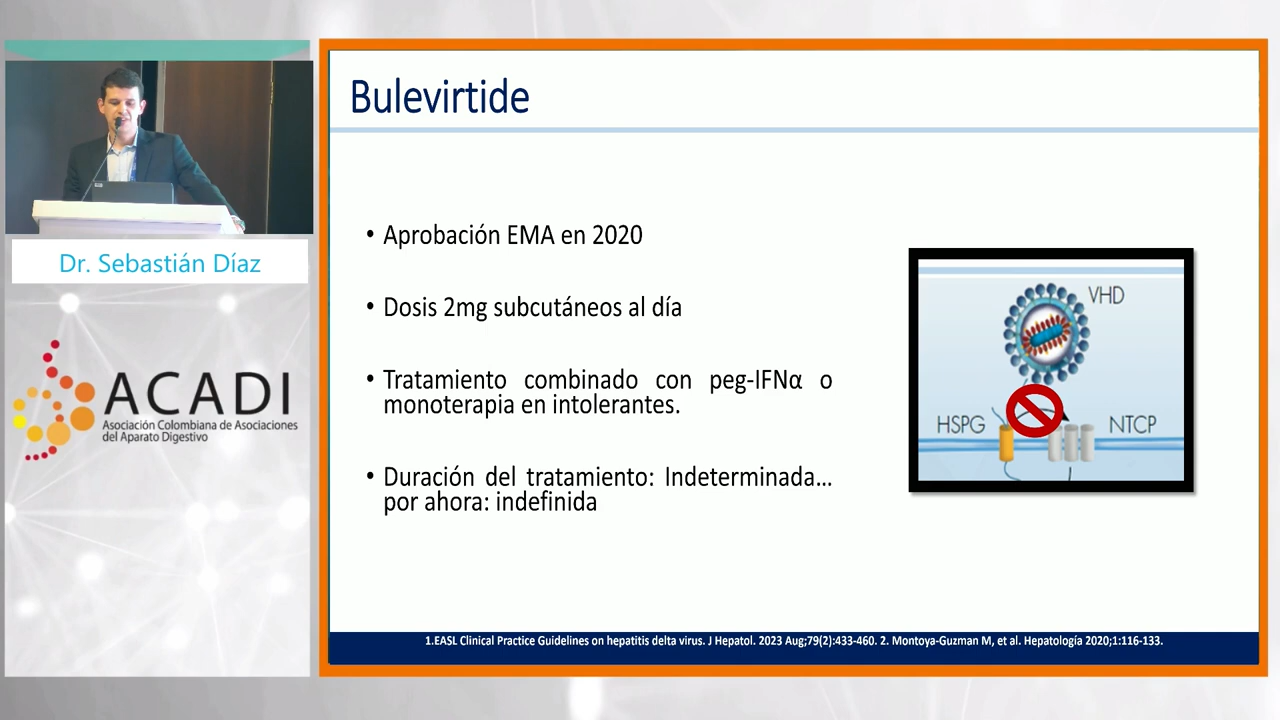 Bulevirtide
• Aprobación EMA en 2020
• Dosis 2mg subcutáneos al día
• Tratamiento combinado con peg-IFNα o
monoterapia en intolerantes.
• Duración del tratamiento: Indeterminada...
por ahora: indefinida
VHD
HSPG
NTCP
1.EASL Clinical Practice Guidelines on hepatitis delta virus. J Hepatol. 2023 Aug;79(2):433-460. 2. Montoya-Guzman M, et al. Hepatología 2020;1:116-133.
Dr. Sebastián Díaz
ACADI
Asociación Colombiana de Asociaciones
del Aparato Digestivo